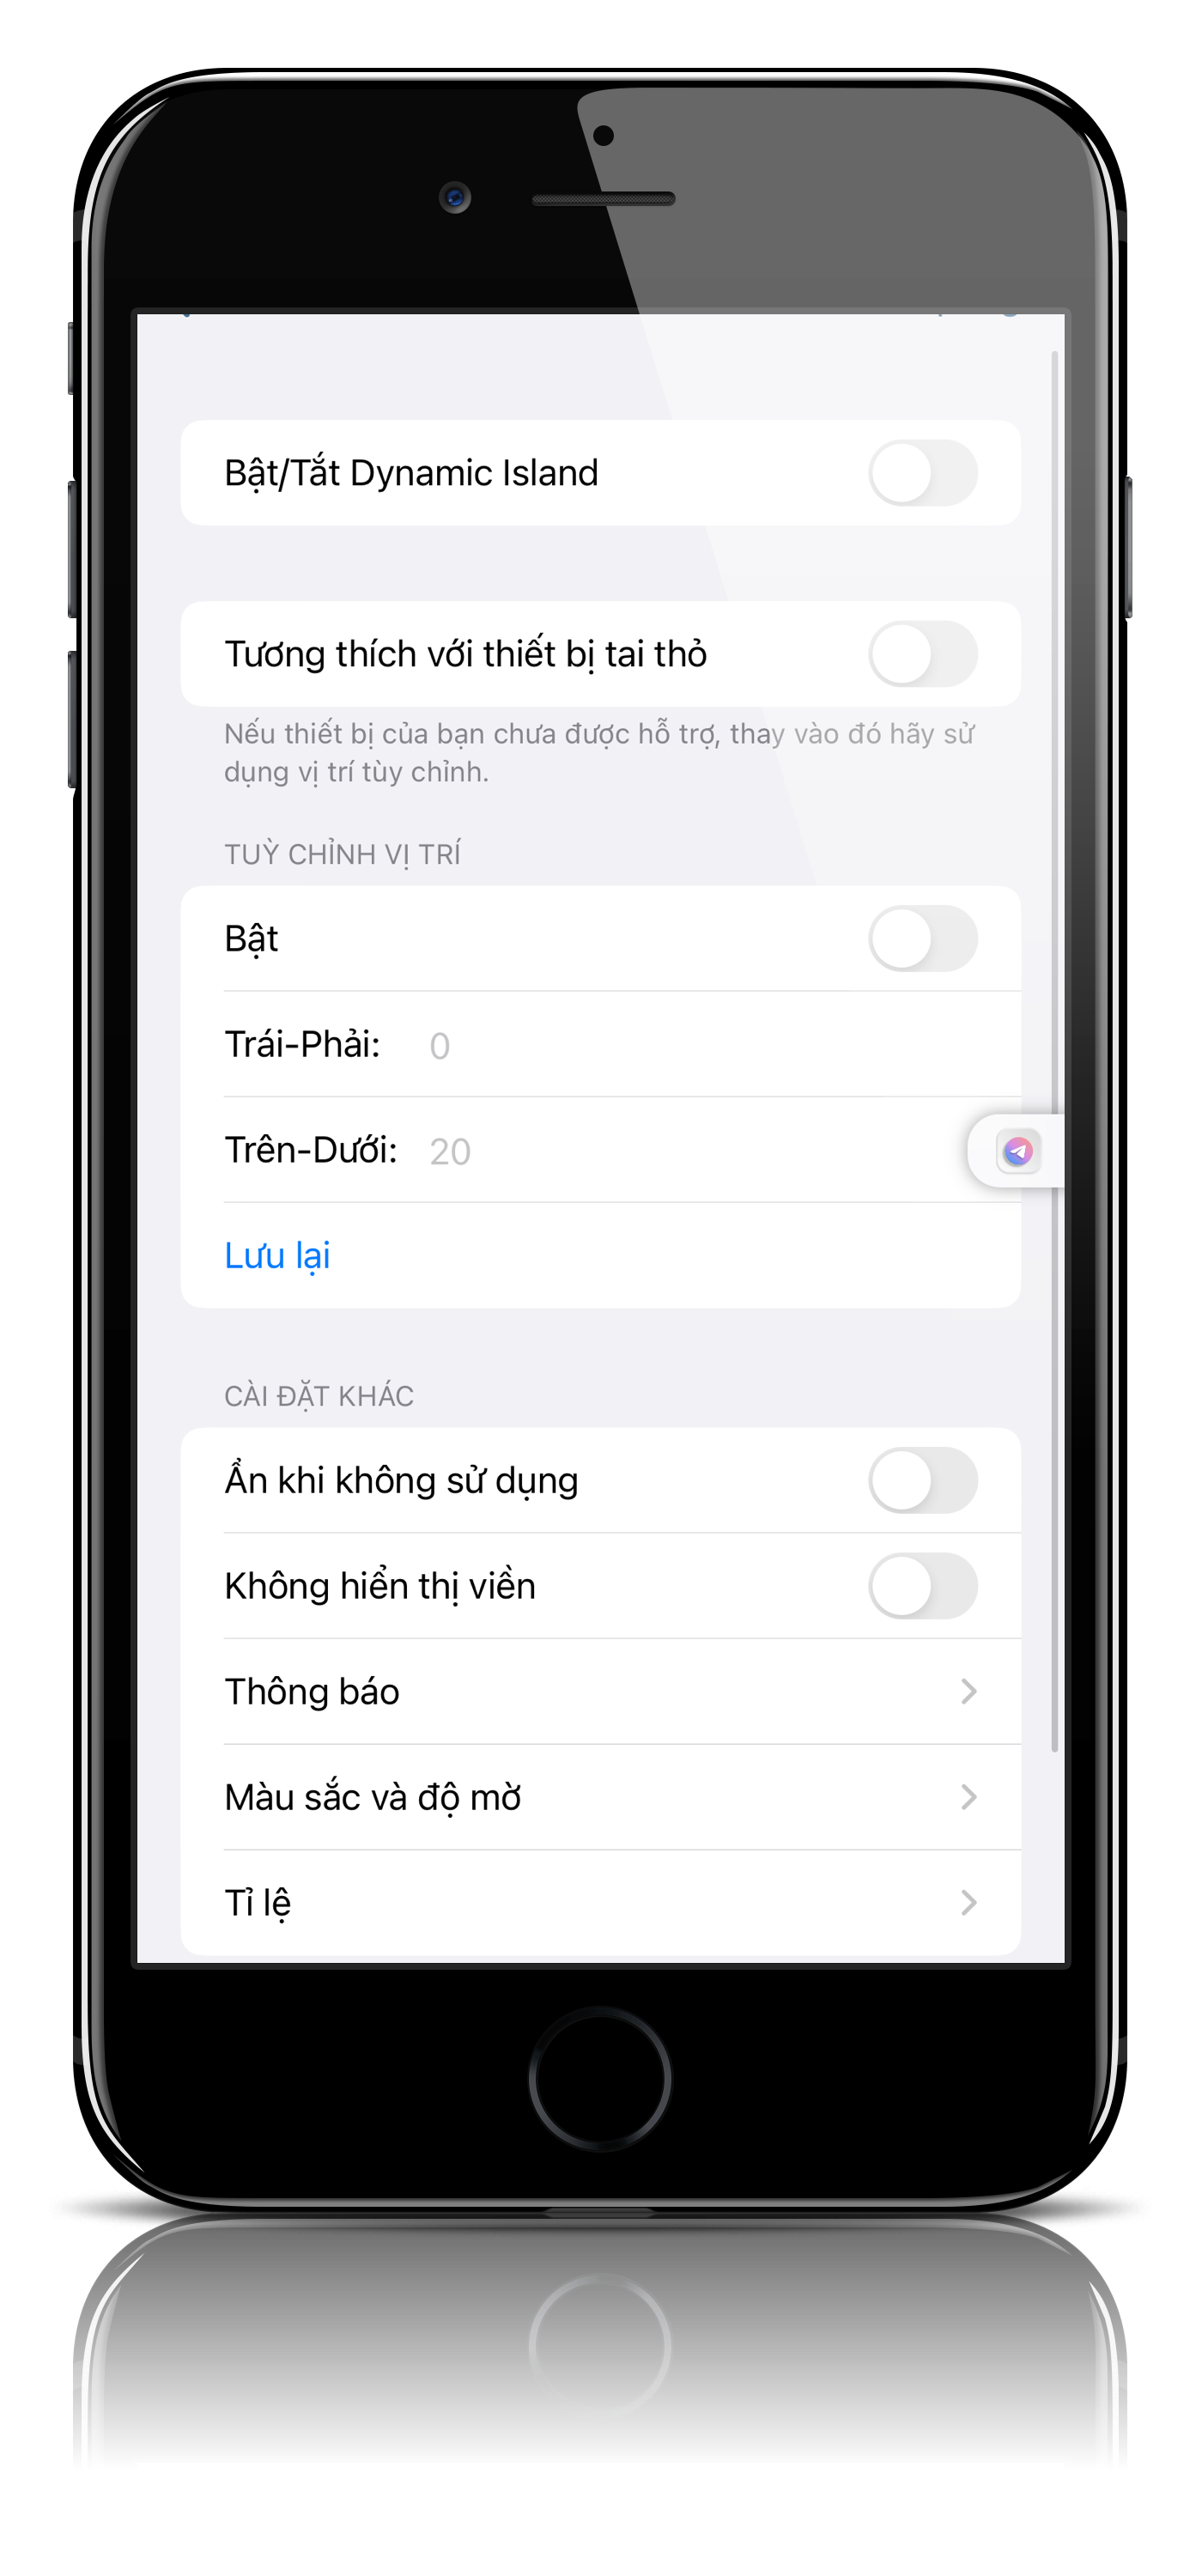 Bật/Tắt Dynamic Island
Tương thích với thiết bị tai thỏ
Nếu thiết bị của bạn chưa được hỗ trợ, thay vào đó hãy sử
dụng vị trí tùy chỉnh.
TUỲ CHỈNH VỊ TRÍ
Bật
Trái-Phải: 0
Trên-Dưới: 20
Lưu lại
CÀI ĐẶT KHÁC
Ẩn khi không sử dụng
Không hiển thị viền
Thông báo
Màu sắc và độ mờ
Tỉ lệ